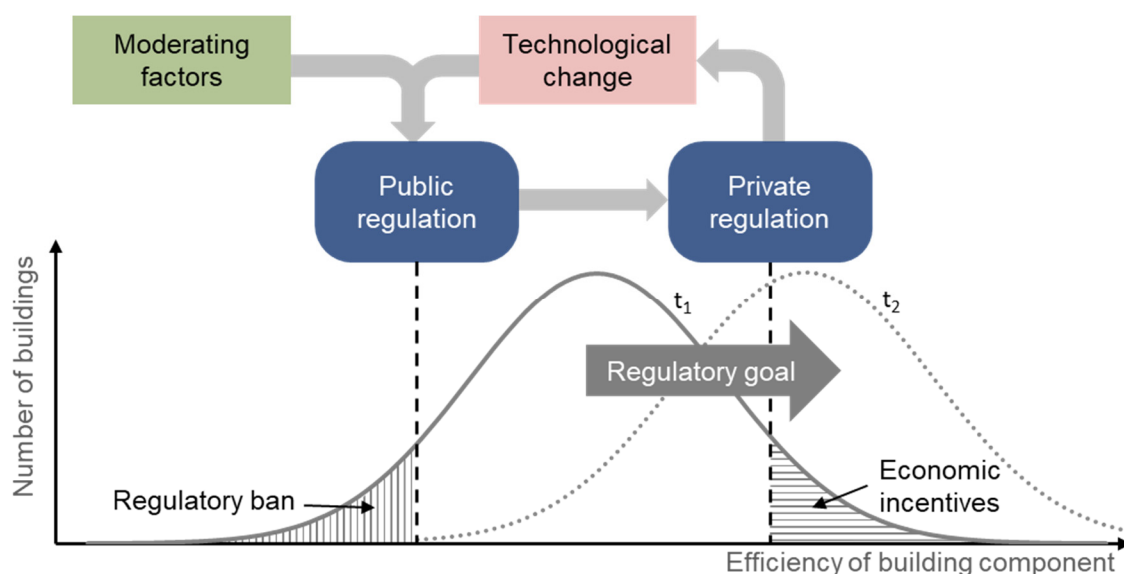 Moderating
factors
Technological
change
Public
regulation
Private
regulation
Number of buildings
t1
t2
Regulatory goal
Regulatory ban
Economic
incentives
Efficiency of building component